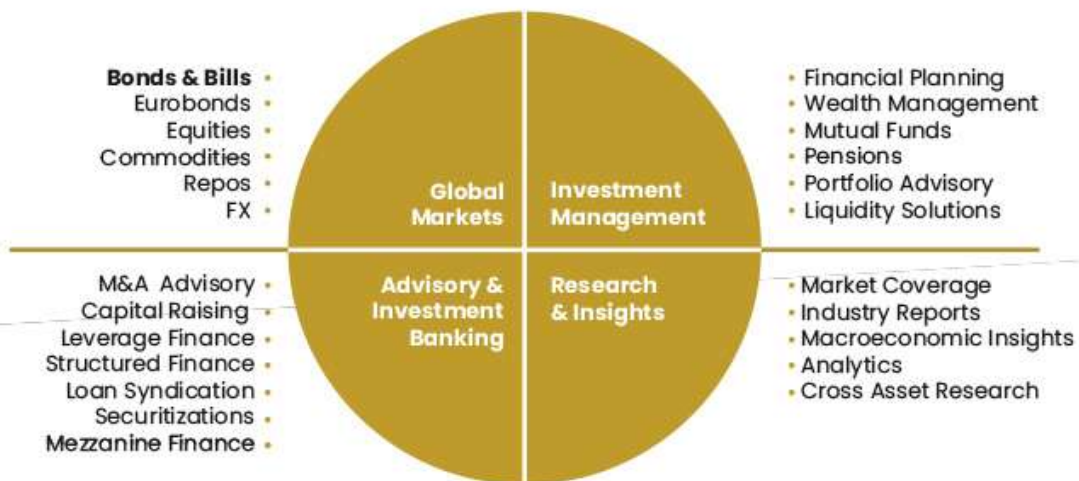 Bonds & Bills •
Eurobonds •
Equities •
Commodities •
Repos •
FX •
Global
Markets
Investment
Management
• Financial Planning
• Wealth Management
• Mutual Funds
• Pensions
• Portfolio Advisory
• Liquidity Solutions
M&A Advisory •
Capital Raising •
Leverage Finance •
Structured Finance •
Loan Syndication •
Securitizations •
Mezzanine Finance •
Advisory &
Investment
Banking
Research
& Insights
• Market Coverage
• Industry Reports
• Macroeconomic Insights
• Analytics
• Cross Asset Research